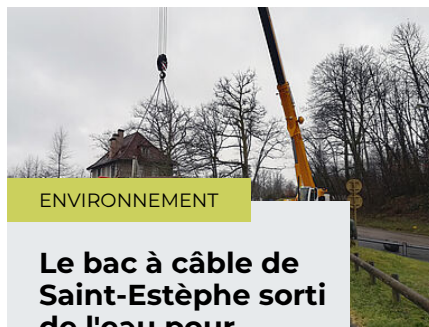 ENVIRONNEMENT
Le bac à câble de
Saint-Estèphe sorti
de l'eau pour